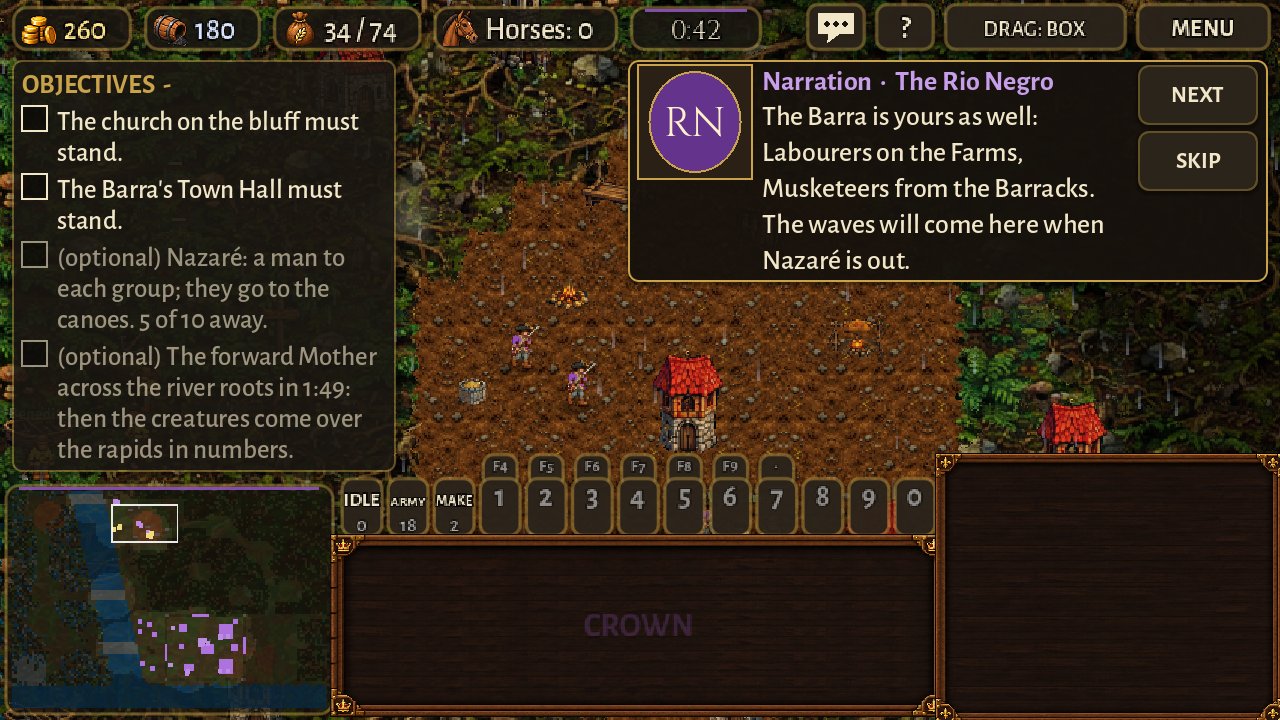 260
180
34/74
Horses: 0
0:42
?
DRAG: BOX
MENU
OBJECTIVES -
The church on the bluff must
stand.
The Barra's Town Hall must
stand.
(optional) Nazaré: a man to
each group; they go to the
canoes. 5 of 10 away.
(optional) The forward Mother
across the river roots in 1:49:
then the creatures come over
the rapids in numbers.
RN
Narration · The Rio Negro
The Barra is yours as well:
Labourers on the Farms,
Musketeers from the Barracks.
The waves will come here when
Nazaré is out.
NEXT
SKIP
F4 F5 F6 F7 F8 F9 ·
IDLE ARMY MAKE 1 2 3 4 5 6 7 8 9 0
0 18 2
CROWN